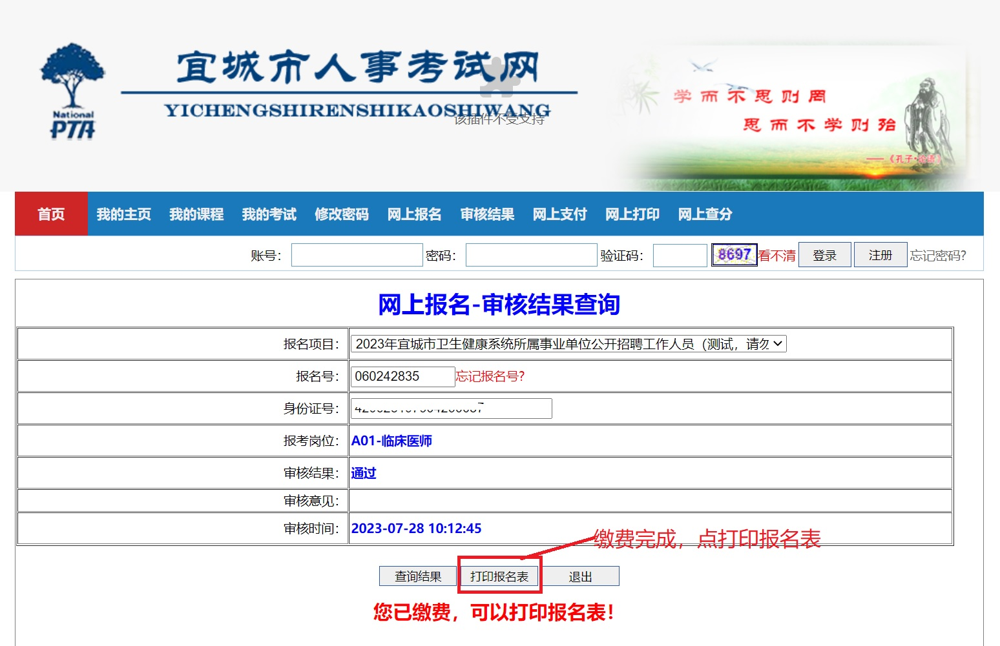 National
PTA
宜城市人事考试网
YICHENGSHIRENSHIKAOSHIWANG
该插件不受支持
学而不思则罔
思而不学则殆
——《孔子·论语》
首页 我的主页 我的课程 我的考试 修改密码 网上报名 审核结果 网上支付 网上打印 网上查分
账号： 密码： 验证码： 8697 看不清 登录 注册 忘记密码?
网上报名-审核结果查询
报名项目： 2023年宜城市卫生健康系统所属事业单位公开招聘工作人员（测试，请勿
报名号： 060242835 忘记报名号?
身份证号：
报考岗位： A01-临床医师
审核结果： 通过
审核意见：
审核时间： 2023-07-28 10:12:45
缴费完成，点打印报名表
查询结果 打印报名表 退出
您已缴费，可以打印报名表！